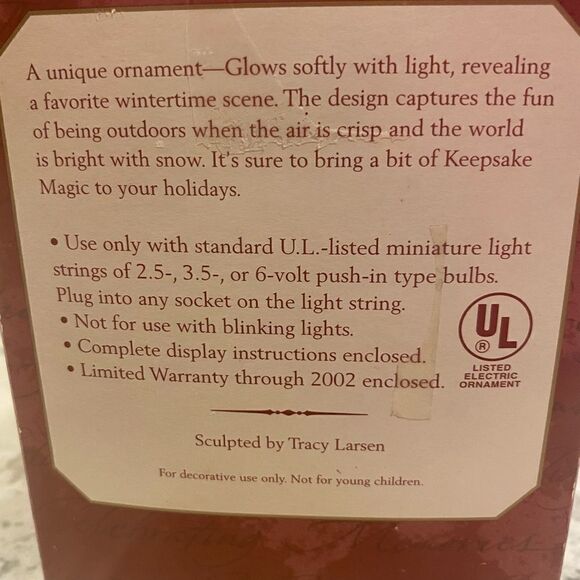 A unique ornament—Glows softly with light, revealing
a favorite wintertime scene. The design captures the fun
of being outdoors when the air is crisp and the world
is bright with snow. It's sure to bring a bit of Keepsake
Magic to your holidays.
• Use only with standard U.L.-listed miniature light
strings of 2.5-, 3.5-, or 6-volt push-in type bulbs.
Plug into any socket on the light string.
• Not for use with blinking lights.
• Complete display instructions enclosed.
• Limited Warranty through 2002 enclosed.
UL
®
LISTED
ELECTRIC
ORNAMENT
Sculpted by Tracy Larsen
For decorative use only. Not for young children.